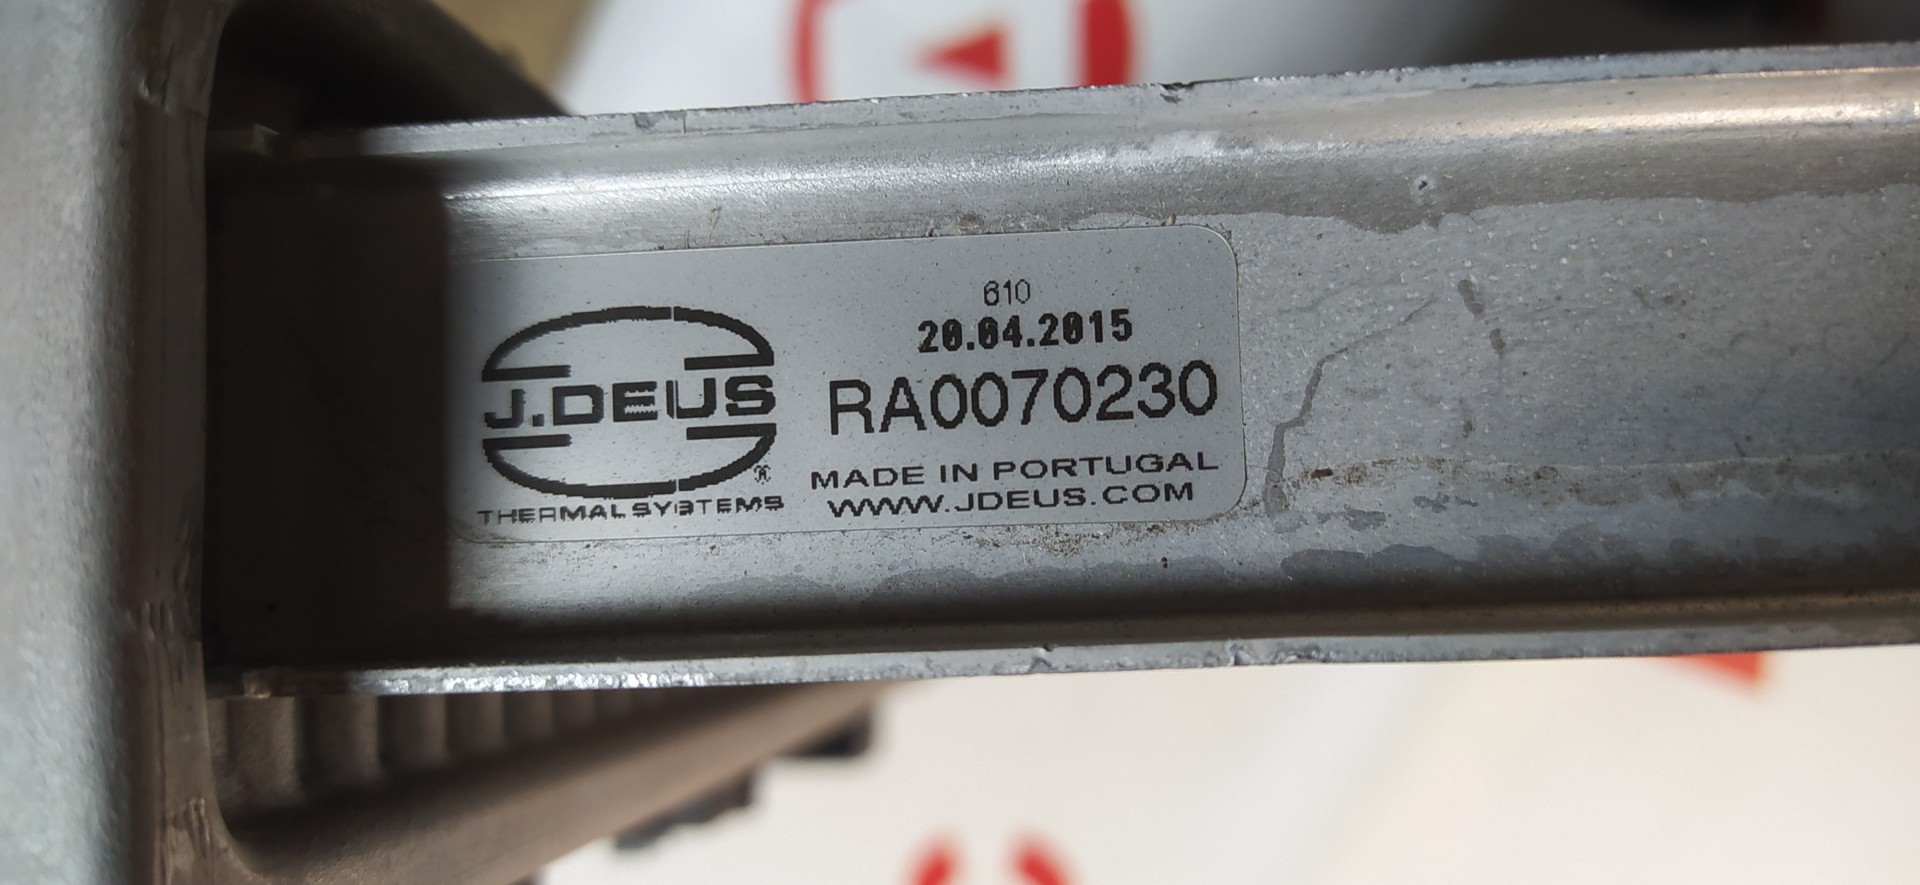 J.DEUS
®
THERMAL SYSTEMS
610
20.04.2015
RA0070230
MADE IN PORTUGAL
WWW.JDEUS.COM